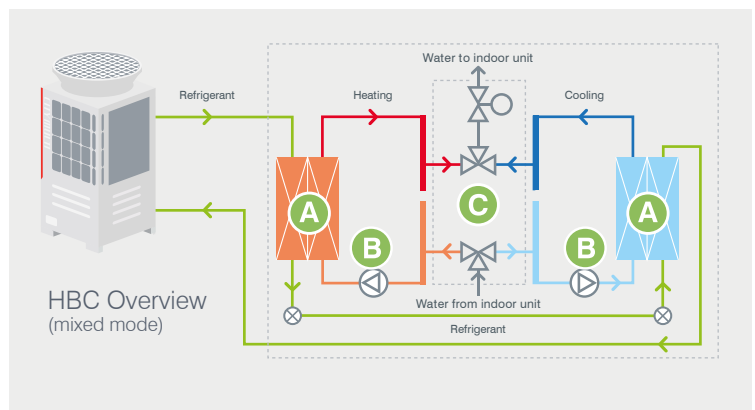 Water to indoor unit
Refrigerant
Heating
Cooling
A
C
A
B
B
HBC Overview
(mixed mode)
Water from indoor unit
Refrigerant